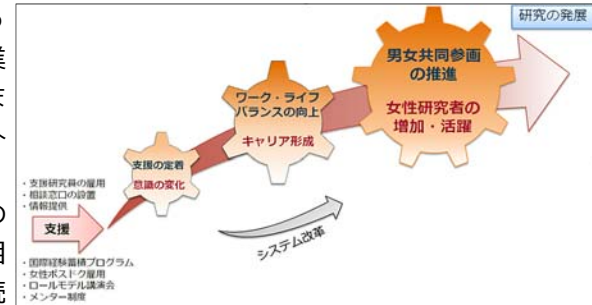 研究の発展
男女共同参画
の推進
女性研究者の
増加・活躍
ワーク・ライフ
バランスの向上
キャリア形成
支援の定着
意識の変化
・支援研究員の雇用
・相談窓口の設置
・情報提供
支援
・国際経験蓄積プログラム
・女性ポスドク雇用
・ロールモデル講演会
・メンター制度
システム改革